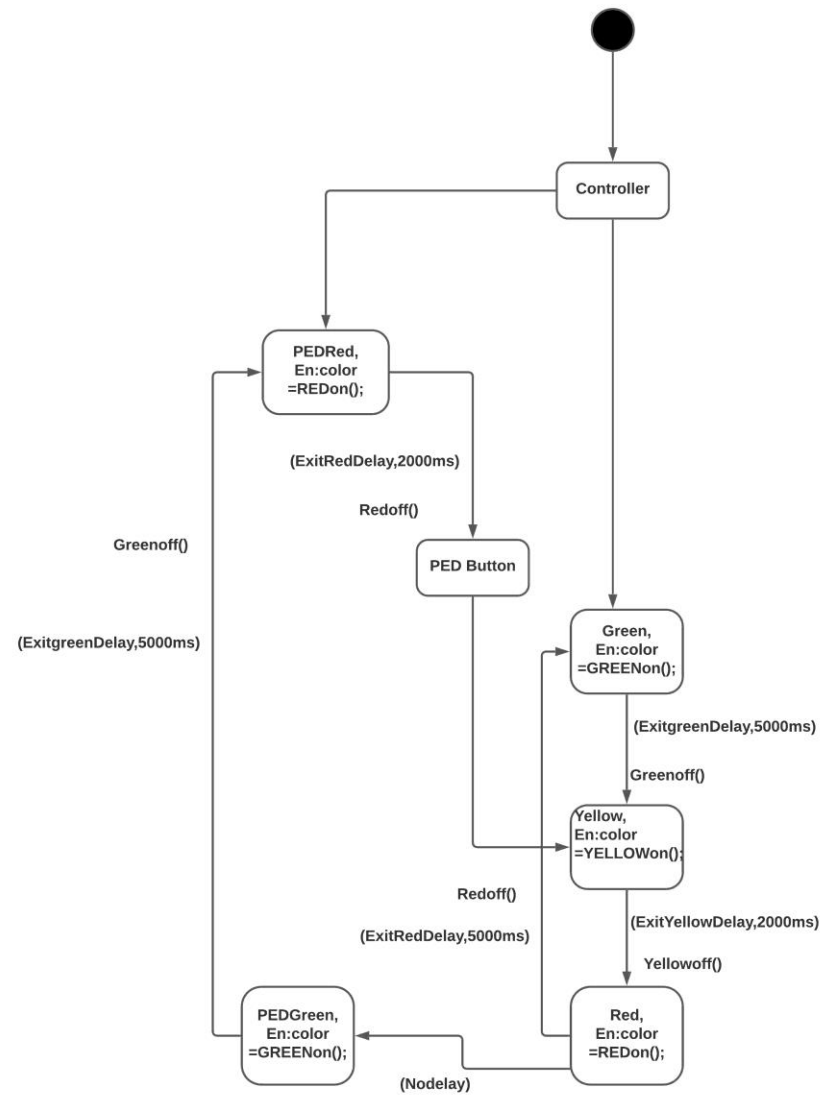 Controller
PEDRed,
En:color
=REDon();
(ExitRedDelay,2000ms)
Redoff()
Greenoff()
PED Button
(ExitgreenDelay,5000ms)
Green,
En:color
=GREENon();
(ExitgreenDelay,5000ms)
Greenoff()
Yellow,
En:color
=YELLOWon();
Redoff()
(ExitRedDelay,5000ms)
(ExitYellowDelay,2000ms)
Yellowoff()
PEDGreen,
En:color
=GREENon();
Red,
En:color
=REDon();
(Nodelay)